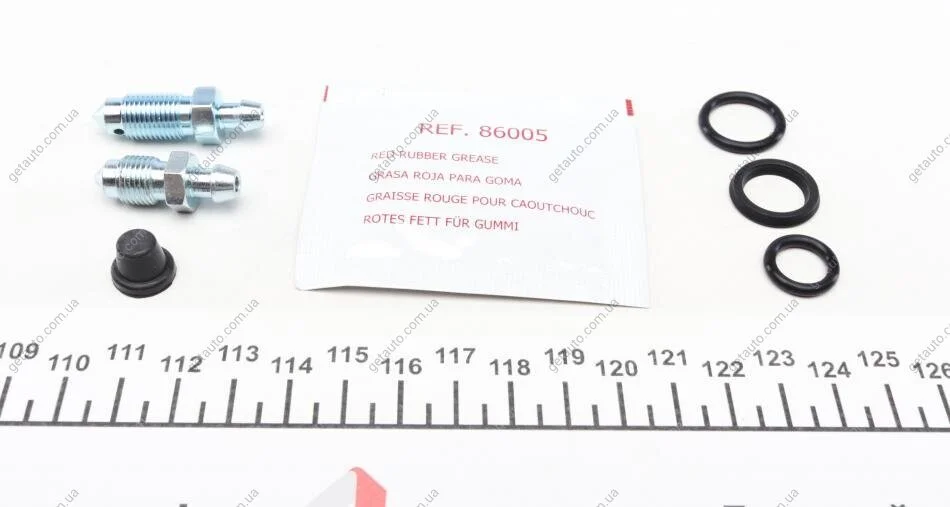 REF. 86005
RED RUBBER GREASE
GRASA ROJA PARA GOMA
GRAISSE ROUGE POUR CAOUTCHOUC
ROTES FETT FÜR GUMMI
109 110 111 112 113 114 115 116 117 118 119 120 121 122 123 124 125 126
getauto.com.ua